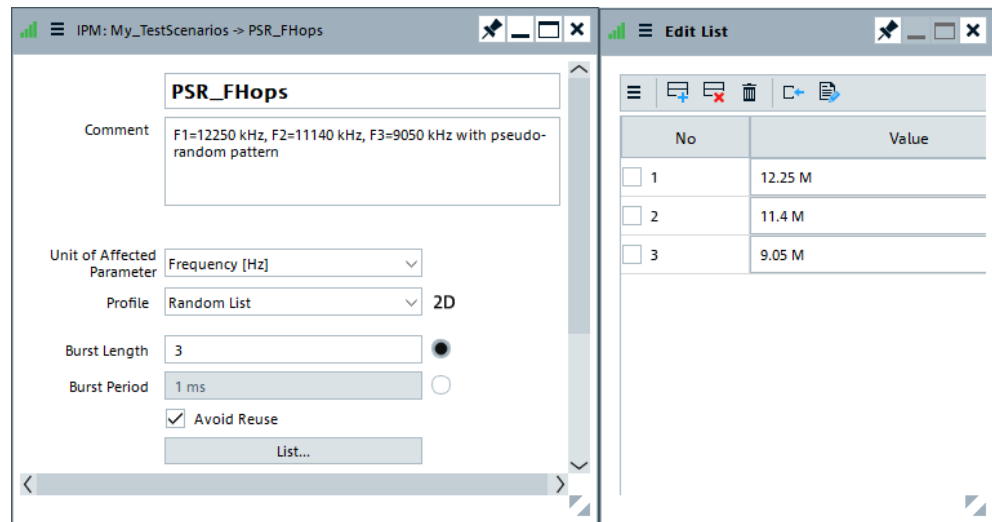 IPM: My_TestScenarios -> PSR_FHops
PSR_FHops
Comment
F1=12250 kHz, F2=11140 kHz, F3=9050 kHz with pseudo-
random pattern
Unit of Affected
Parameter
Frequency [Hz]
Profile
Random List
2D
Burst Length
3
Burst Period
1 ms
Avoid Reuse
List...
Edit List
No Value
1 12.25 M
2 11.4 M
3 9.05 M